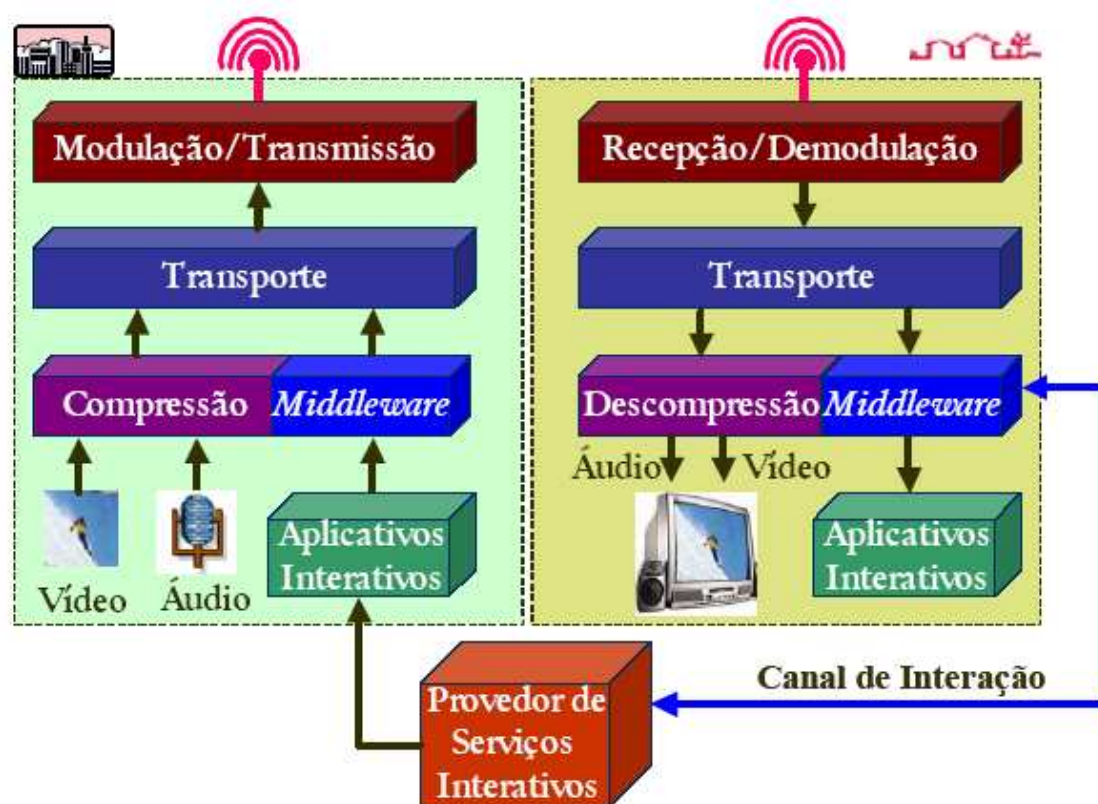 Modulação/Transmissão
Transporte
Compressão
Middleware
Vídeo
Áudio
Aplicativos
Interativos
Recepção/Demodulação
Transporte
Descompressão
Middleware
Áudio
Vídeo
Aplicativos
Interativos
Provedor de
Serviços
Interativos
Canal de Interação